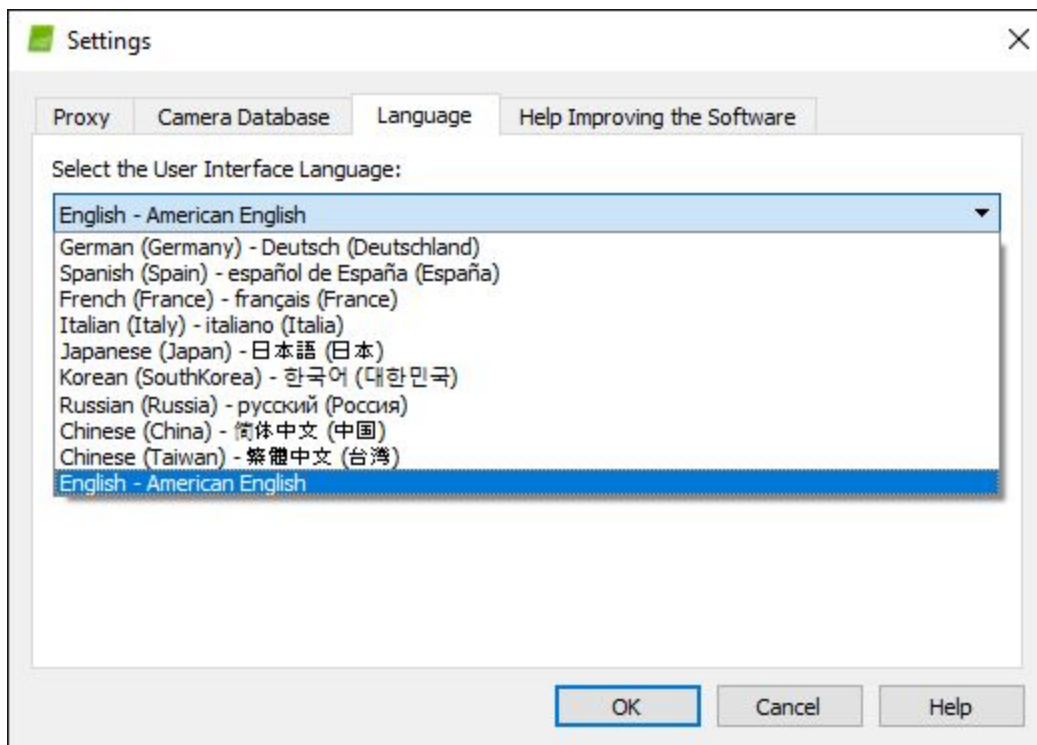 Settings
Proxy Camera Database Language Help Improving the Software
Select the User Interface Language:
English - American English
German (Germany) - Deutsch (Deutschland)
Spanish (Spain) - español de España (España)
French (France) - français (France)
Italian (Italy) - italiano (Italia)
Japanese (Japan) - 日本語 (日本)
Korean (SouthKorea) - 한국어 (대한민국)
Russian (Russia) - русский (Россия)
Chinese (China) - 简体中文 (中国)
Chinese (Taiwan) - 繁體中文 (台灣)
English - American English
OK Cancel Help